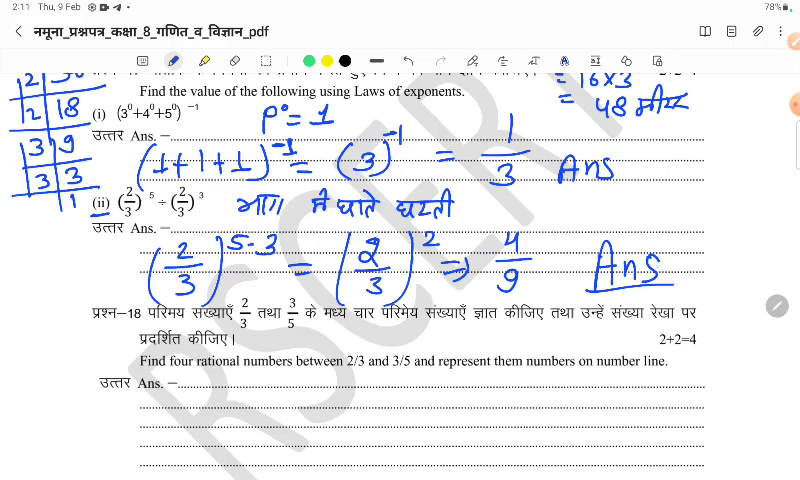 2:11 Thu, 9 Feb
78%
नमूना_प्रश्नपत्र_कक्षा_8_गणित_व_विज्ञान_pdf
2+2=4
= 16×3
Find the value of the following using Laws of exponents.
= 48 मीटर
2
2 18
3 9
3 3
1
(i) (3⁰+4⁰+5⁰) ⁻¹
P⁰ = 1
उत्तर Ans. –
(1+1+1)⁻¹ = (3)⁻¹ = 1/3 Ans
(ii) (2/3)⁵ ÷ (2/3)³
भाग में घाते घटती
उत्तर Ans. –
(2/3)⁵⁻³ = (2/3)² ⇒ 4/9 Ans
प्रश्न–18 परिमेय संख्याएँ 2/3 तथा 3/5 के मध्य चार परिमेय संख्याएँ ज्ञात कीजिए तथा उन्हें संख्या रेखा पर
प्रदर्शित कीजिए। 2+2=4
Find four rational numbers between 2/3 and 3/5 and represent them numbers on number line.
उत्तर Ans. –
RSCERT